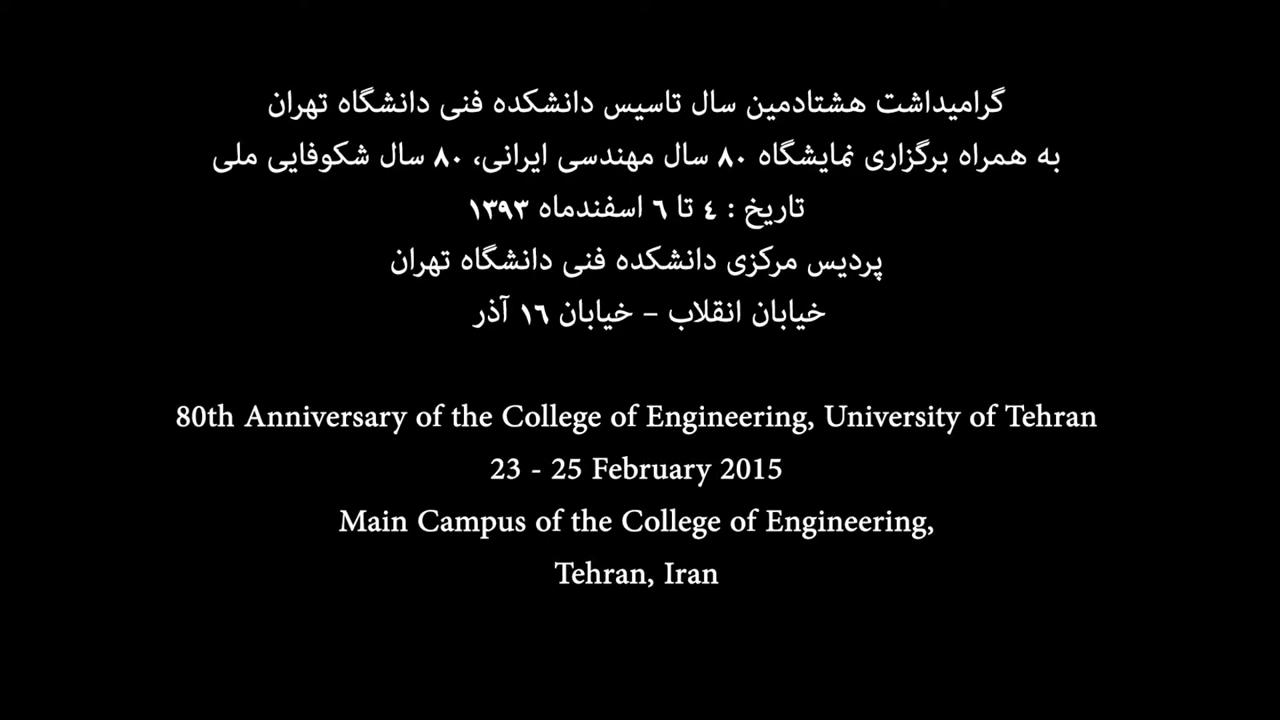 گرامیداشت هشتادمین سال تاسیس دانشکده فنی دانشگاه تهران
به همراه برگزاری نمایشگاه ۸۰ سال مهندسی ایرانی، ۸۰ سال شکوفایی ملی
تاریخ : ٤ تا ٦ اسفندماه ۱۳۹۳
پردیس مرکزی دانشکده فنی دانشگاه تهران
خیابان انقلاب – خیابان ۱٦ آذر
80th Anniversary of the College of Engineering, University of Tehran
23 - 25 February 2015
Main Campus of the College of Engineering,
Tehran, Iran